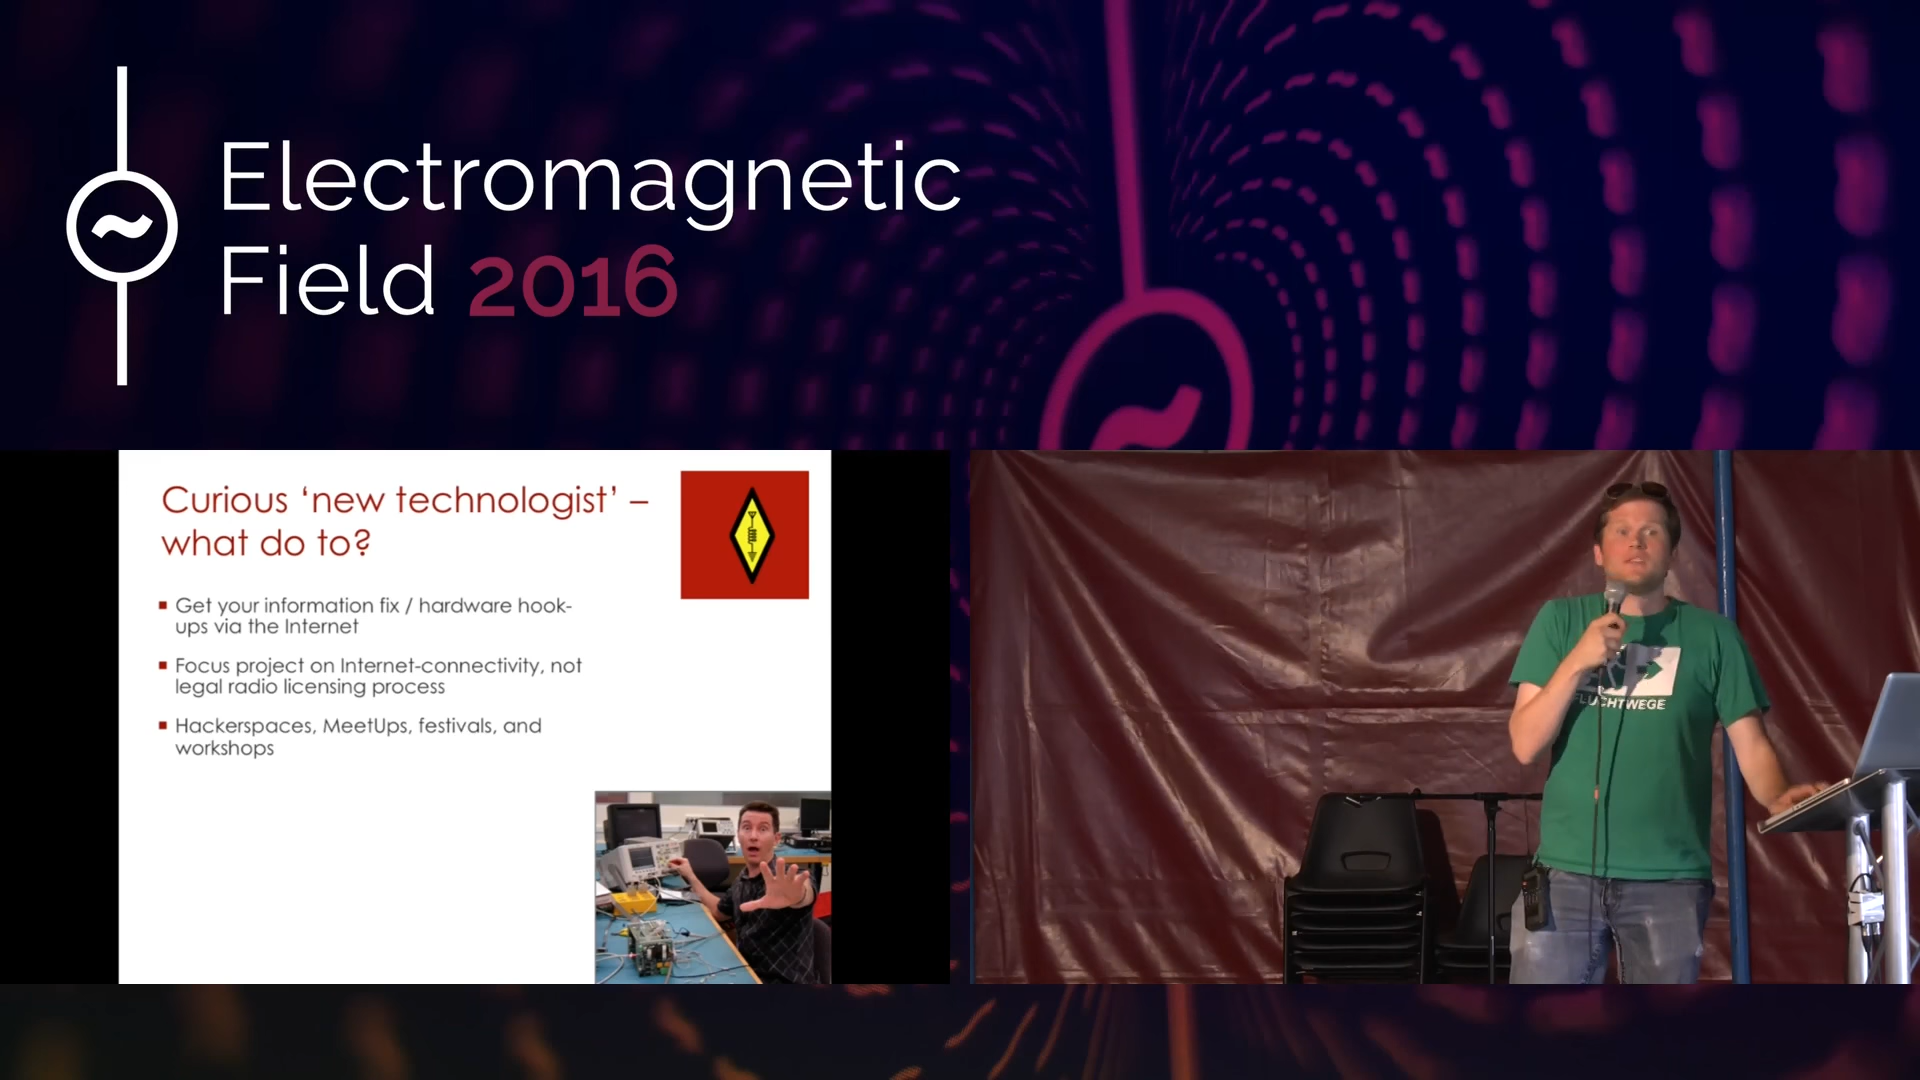 Electromagnetic
Field 2016
Curious ‘new technologist’ –
what do to?
Get your information fix / hardware hook-
ups via the Internet
Focus project on Internet-connectivity, not
legal radio licensing process
Hackerspaces, MeetUps, festivals, and
workshops
FLUCHTWEGE